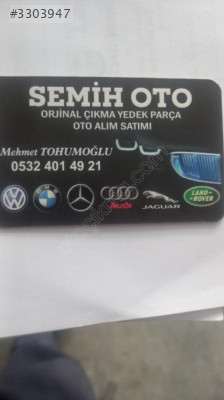 #3303947
SEMİH OTO
ORJİNAL ÇIKMA YEDEK PARÇA
OTO ALIM SATIMI
Mehmet TOHUMOĞLU
0532 401 49 21
Audi
JAGUAR
LAND ROVER